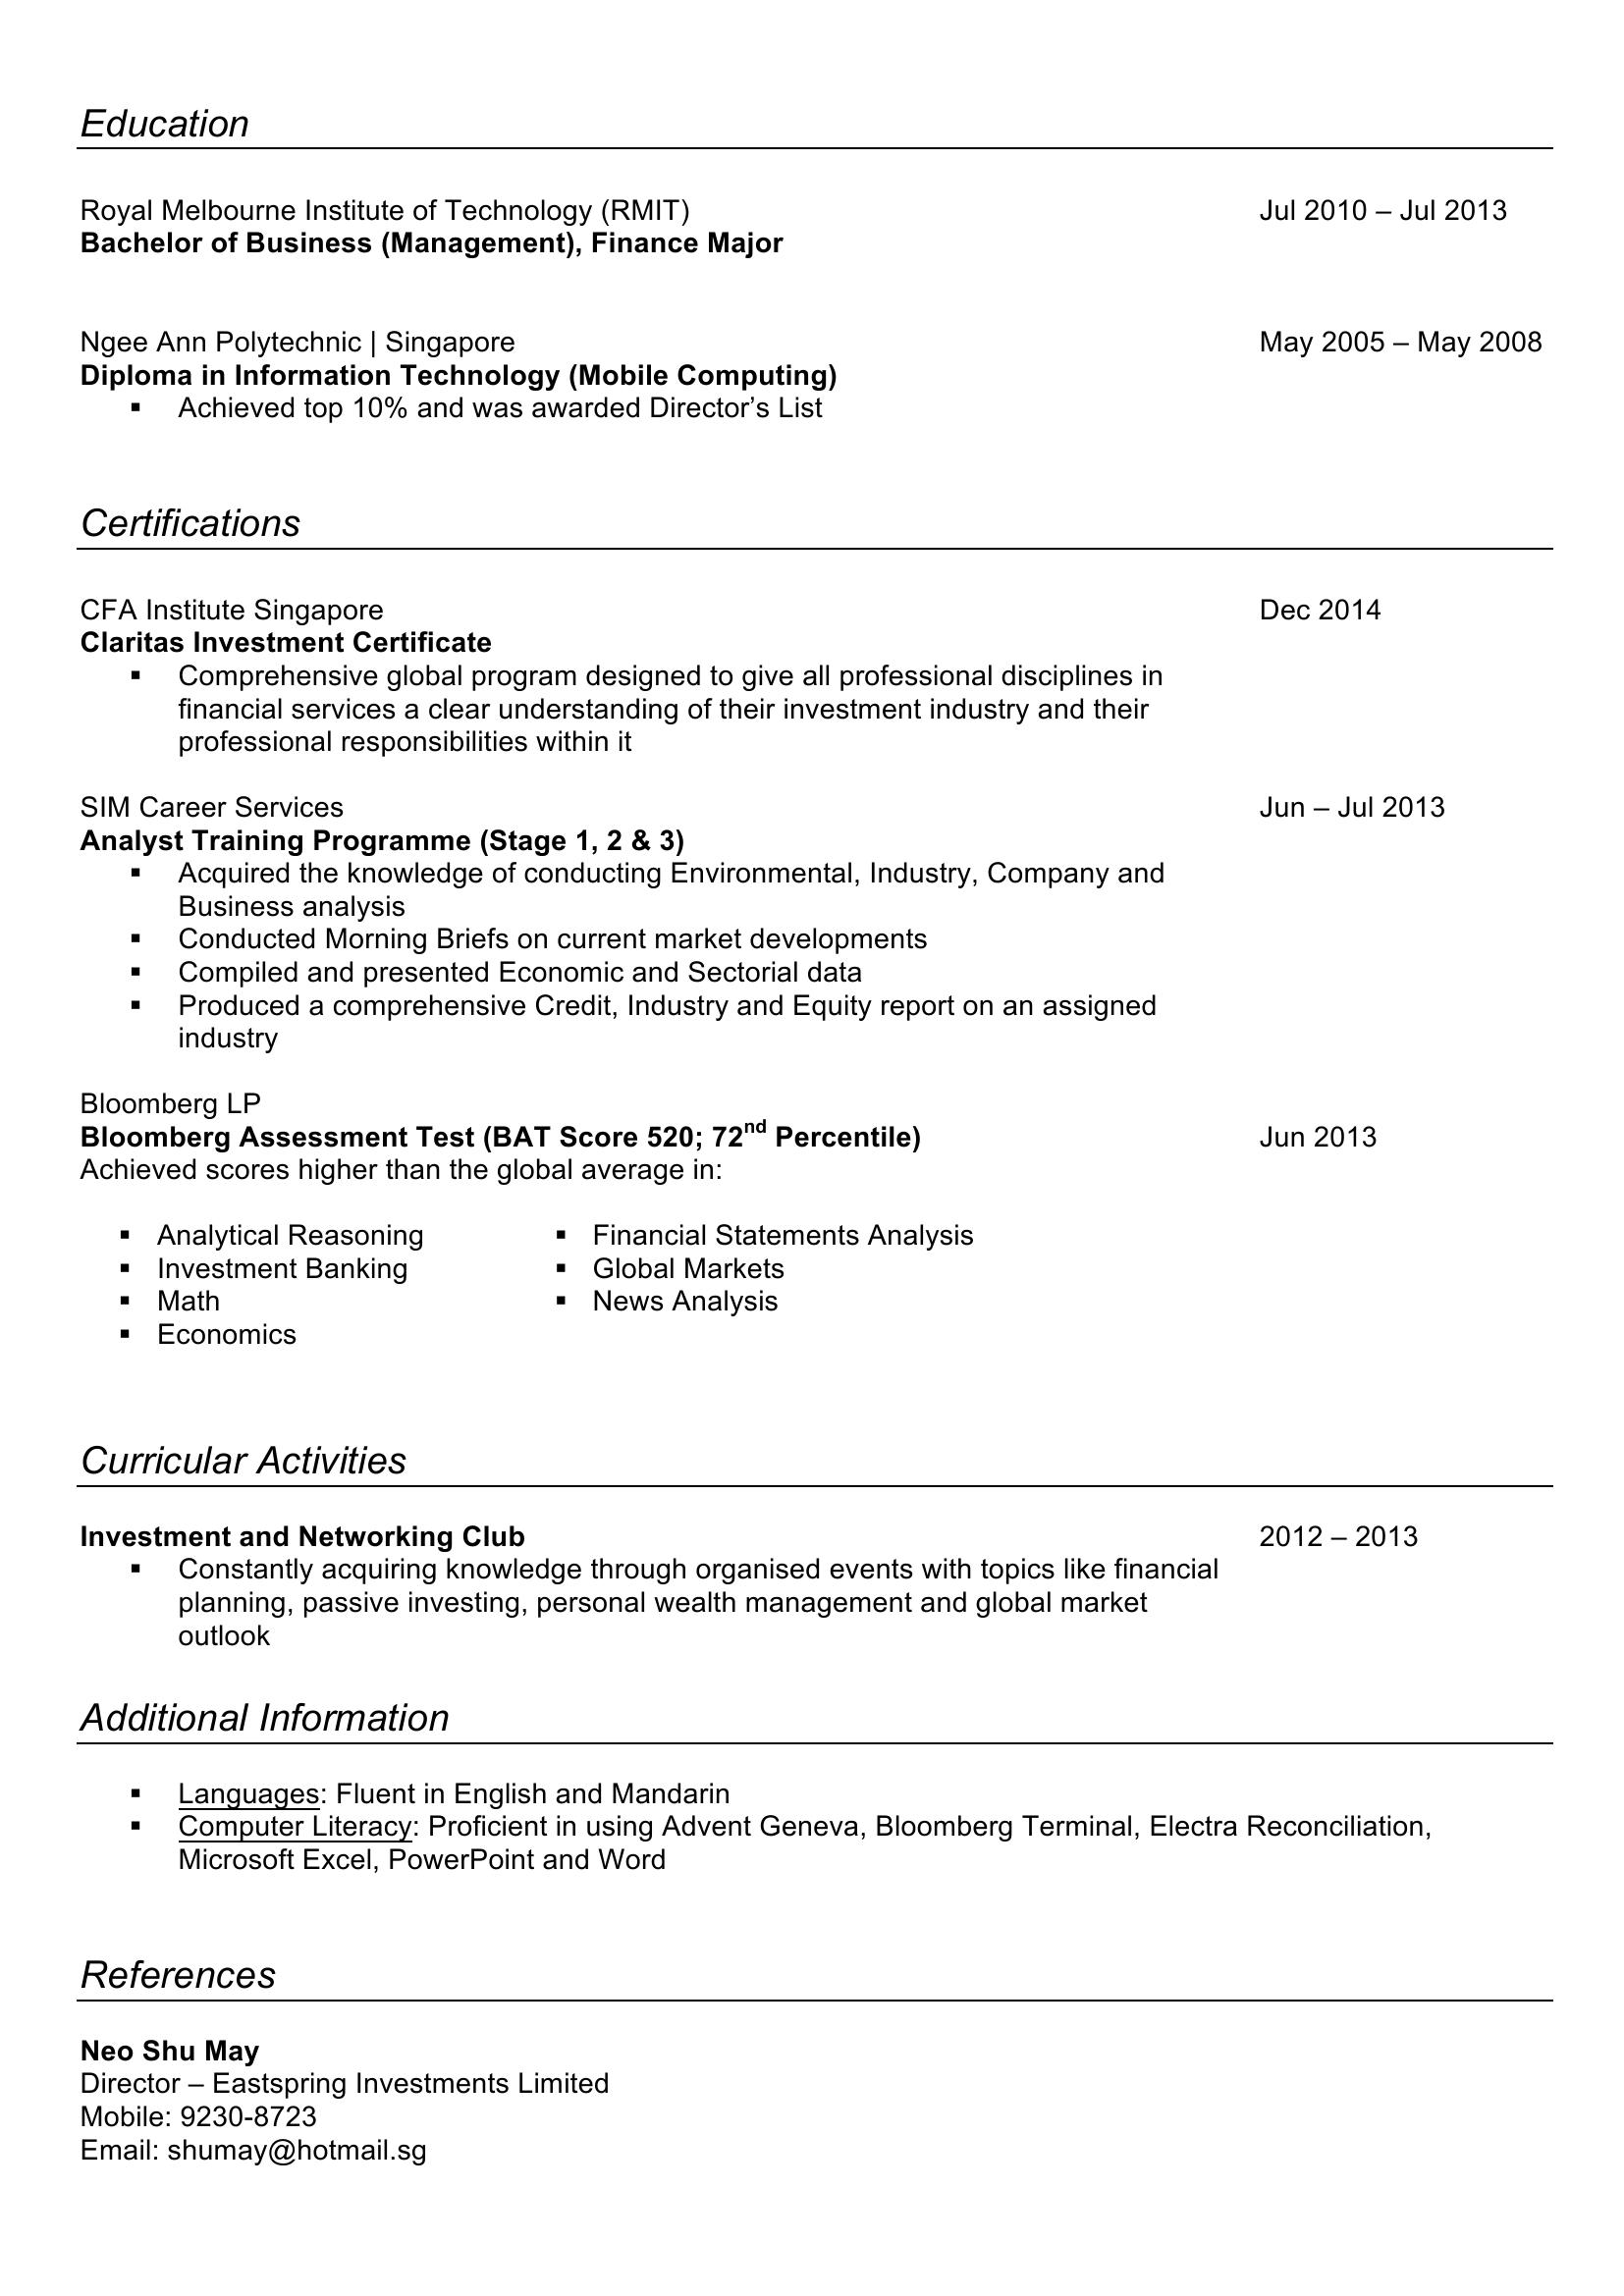 Education
Royal Melbourne Institute of Technology (RMIT) Jul 2010 – Jul 2013
Bachelor of Business (Management), Finance Major
Ngee Ann Polytechnic | Singapore May 2005 – May 2008
Diploma in Information Technology (Mobile Computing)
▪ Achieved top 10% and was awarded Director’s List
Certifications
CFA Institute Singapore Dec 2014
Claritas Investment Certificate
▪ Comprehensive global program designed to give all professional disciplines in
financial services a clear understanding of their investment industry and their
professional responsibilities within it
SIM Career Services Jun – Jul 2013
Analyst Training Programme (Stage 1, 2 & 3)
▪ Acquired the knowledge of conducting Environmental, Industry, Company and
Business analysis
▪ Conducted Morning Briefs on current market developments
▪ Compiled and presented Economic and Sectorial data
▪ Produced a comprehensive Credit, Industry and Equity report on an assigned
industry
Bloomberg LP
Bloomberg Assessment Test (BAT Score 520; 72nd Percentile) Jun 2013
Achieved scores higher than the global average in:
▪ Analytical Reasoning ▪ Financial Statements Analysis
▪ Investment Banking ▪ Global Markets
▪ Math ▪ News Analysis
▪ Economics
Curricular Activities
Investment and Networking Club 2012 – 2013
▪ Constantly acquiring knowledge through organised events with topics like financial
planning, passive investing, personal wealth management and global market
outlook
Additional Information
▪ Languages: Fluent in English and Mandarin
▪ Computer Literacy: Proficient in using Advent Geneva, Bloomberg Terminal, Electra Reconciliation,
Microsoft Excel, PowerPoint and Word
References
Neo Shu May
Director – Eastspring Investments Limited
Mobile: 9230-8723
Email: shumay@hotmail.sg